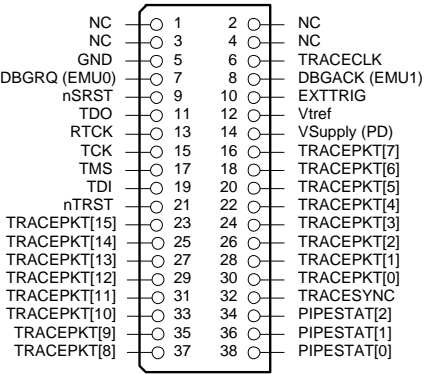 NC 1 2 NC
NC 3 4 NC
GND 5 6 TRACECLK
DBGRQ (EMU0) 7 8 DBGACK (EMU1)
nSRST 9 10 EXTTRIG
TDO 11 12 Vtref
RTCK 13 14 VSupply (PD)
TCK 15 16 TRACEPKT[7]
TMS 17 18 TRACEPKT[6]
TDI 19 20 TRACEPKT[5]
nTRST 21 22 TRACEPKT[4]
TRACEPKT[15] 23 24 TRACEPKT[3]
TRACEPKT[14] 25 26 TRACEPKT[2]
TRACEPKT[13] 27 28 TRACEPKT[1]
TRACEPKT[12] 29 30 TRACEPKT[0]
TRACEPKT[11] 31 32 TRACESYNC
TRACEPKT[10] 33 34 PIPESTAT[2]
TRACEPKT[9] 35 36 PIPESTAT[1]
TRACEPKT[8] 37 38 PIPESTAT[0]